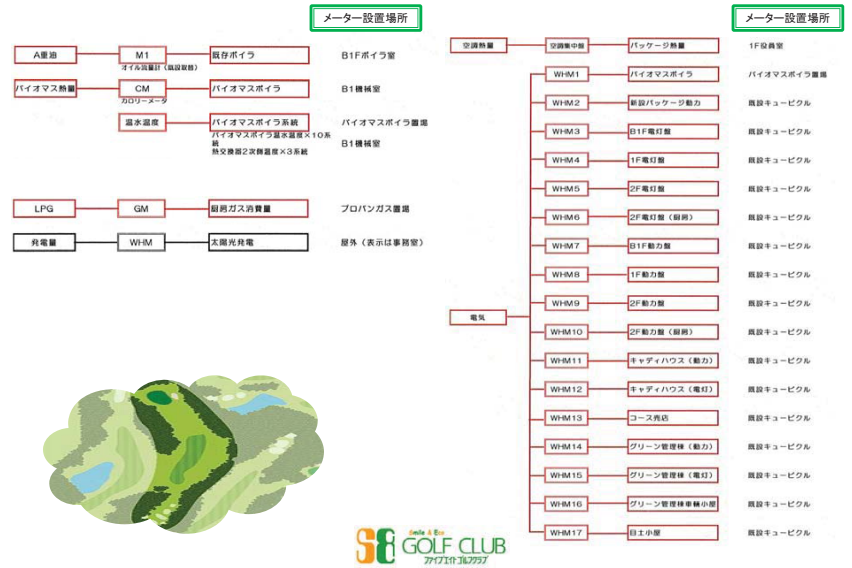 メーター設置場所
A重油 M1 既存ボイラ B1Fボイラ室
オイル流量計（既設取替）
バイオマス熱量 CM バイオマスボイラ B1機械室
カロリーメータ
温水温度 バイオマスボイラ系統 バイオマスボイラ置場
バイオマスボイラ温水温度×10系
統
熱交換器2次側温度×3系統
B1機械室
LPG GM 厨房ガス消費量 プロパンガス置場
発電量 WHM 太陽光発電 屋外（表示は事務室）
メーター設置場所
空調熱量 空調集中盤 パッケージ熱量 1F役員室
WHM1 バイオマスボイラ バイオマスボイラ置場
WHM2 新設パッケージ動力 既設キュービクル
WHM3 B1F電灯盤 既設キュービクル
WHM4 1F電灯盤 既設キュービクル
WHM5 2F電灯盤 既設キュービクル
WHM6 2F電灯盤（厨房） 既設キュービクル
WHM7 B1F動力盤 既設キュービクル
WHM8 1F動力盤 既設キュービクル
WHM9 2F動力盤 既設キュービクル
電気
WHM10 2F動力盤（厨房） 既設キュービクル
WHM11 キャディハウス（動力） 既設キュービクル
WHM12 キャディハウス（電灯） 既設キュービクル
WHM13 コース売店 既設キュービクル
WHM14 グリーン管理棟（動力） 既設キュービクル
WHM15 グリーン管理棟（電灯） 既設キュービクル
WHM16 グリーン管理棟車輛小屋 既設キュービクル
WHM17 目土小屋 既設キュービクル
Smile & Eco
58 GOLF CLUB
ファイブエイトゴルフクラブ